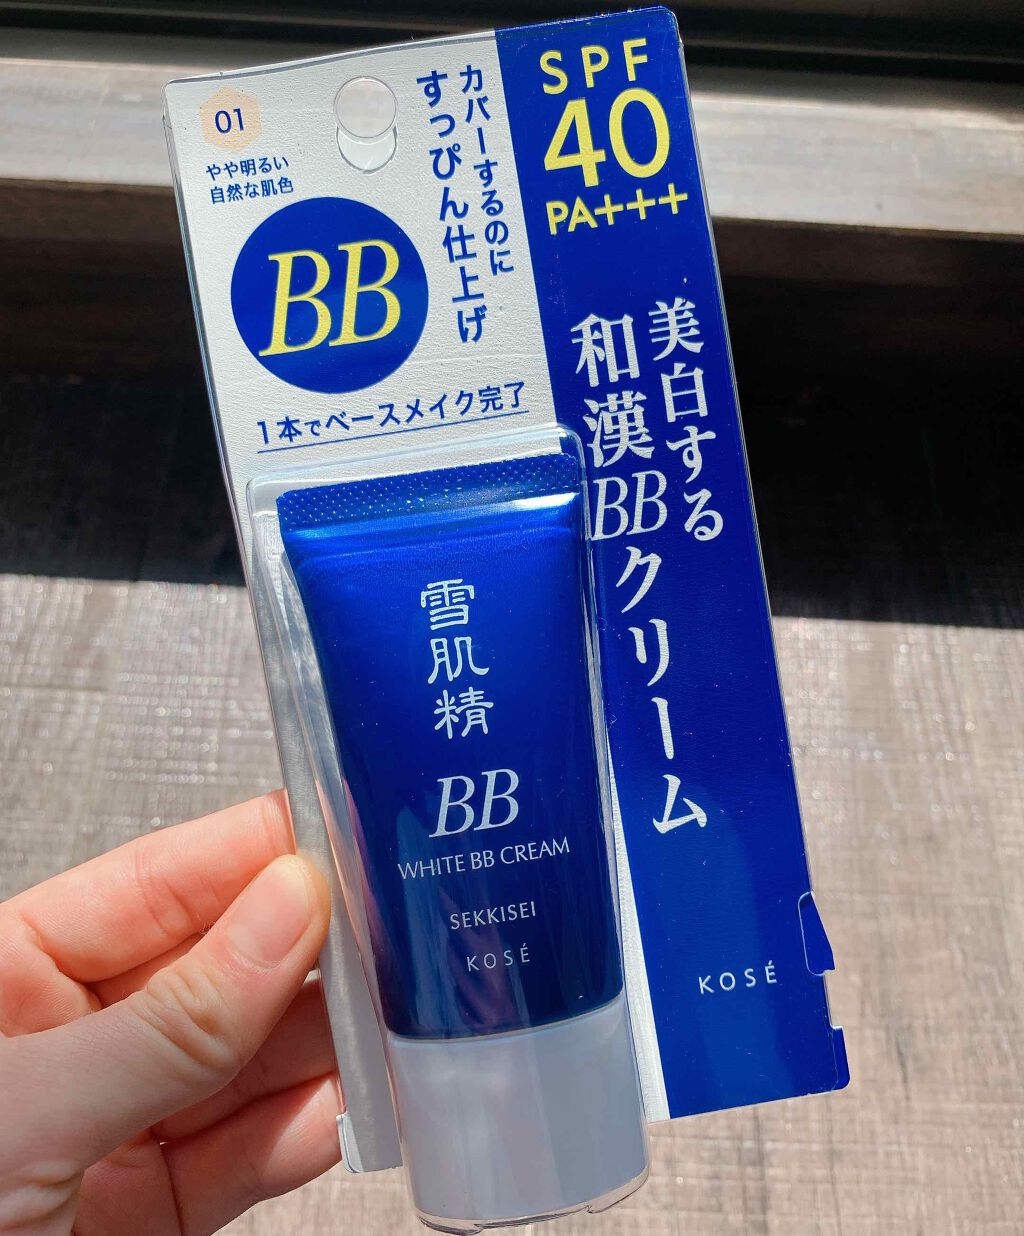 01
やや明るい
自然な肌色
カバーするのに
すっぴん仕上げ
BB
1本でベースメイク完了
SPF
40
PA+++
美白する
和漢BBクリーム
KOSÉ
雪肌精
BB
WHITE BB CREAM
SEKKISEI
KOSÉ